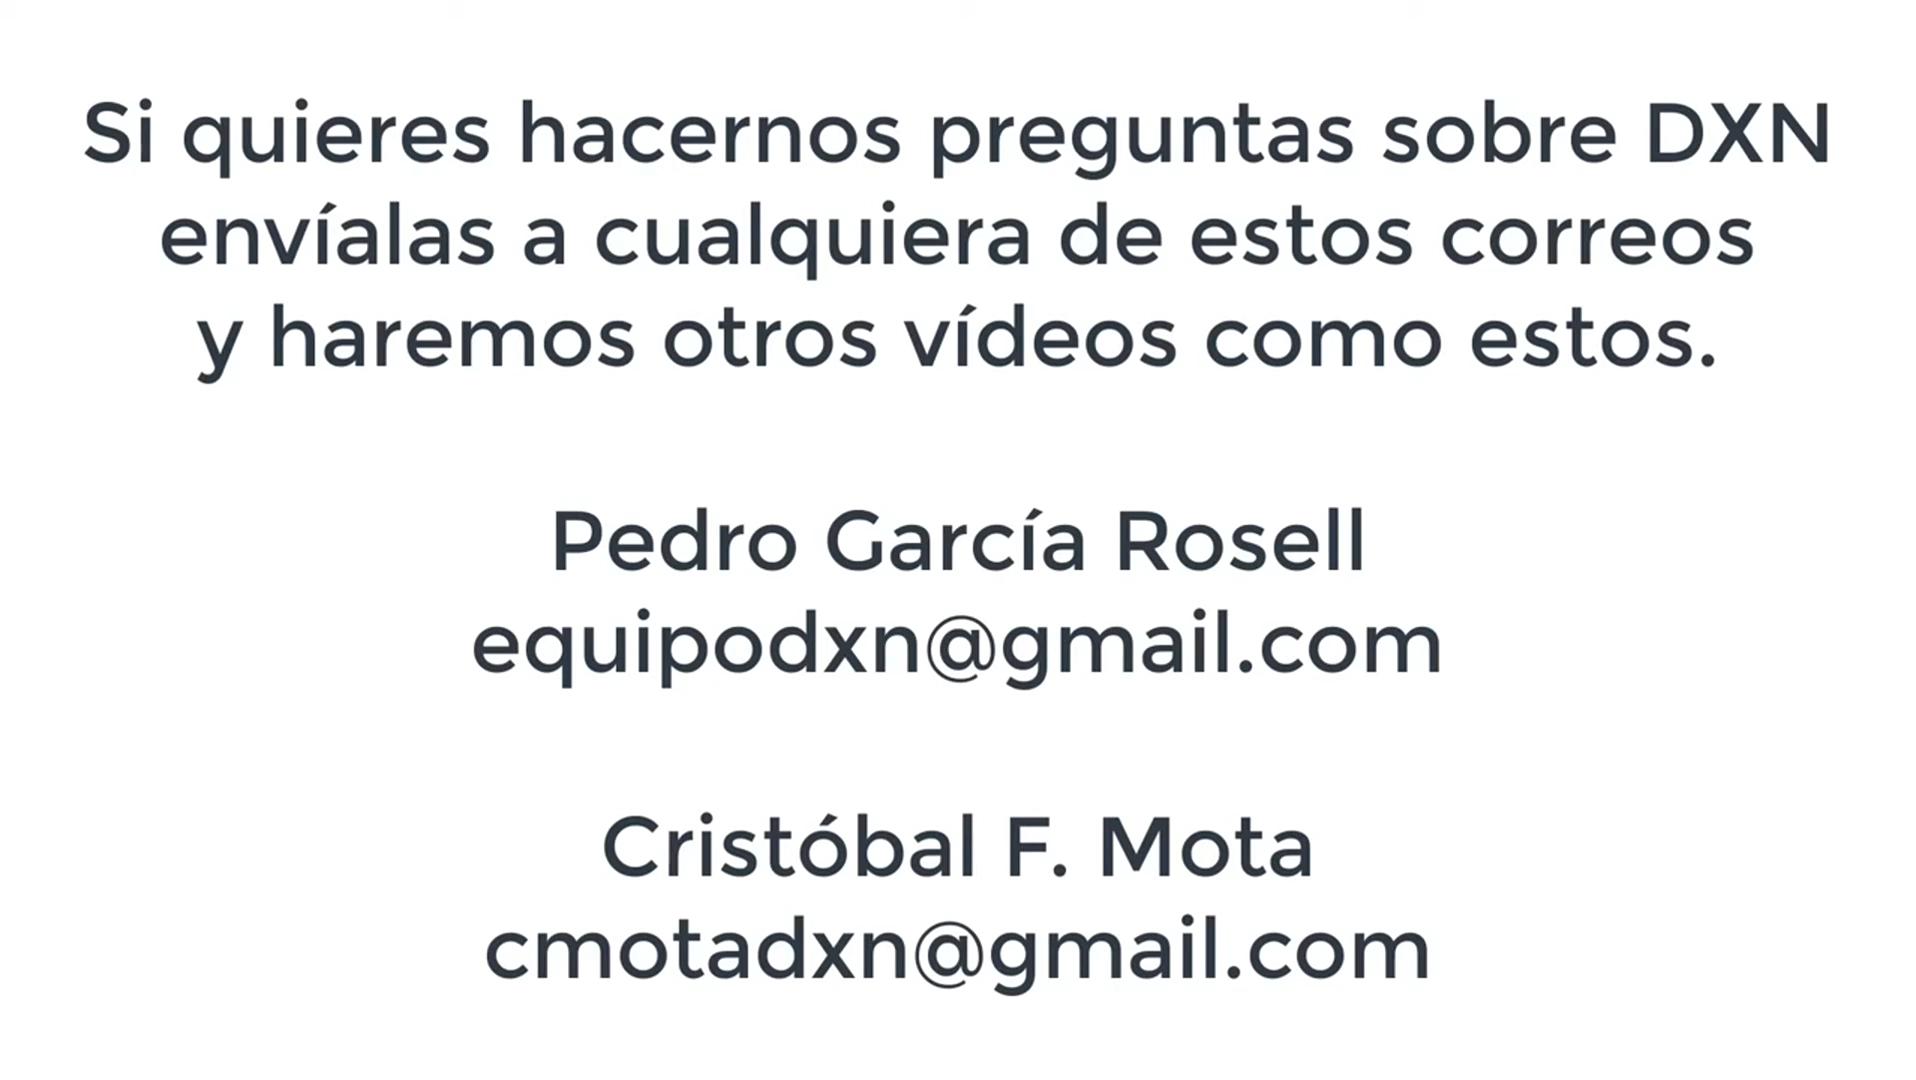 Si quieres hacernos preguntas sobre DXN
envíalas a cualquiera de estos correos
y haremos otros vídeos como estos.
Pedro García Rosell
equipodxn@gmail.com
Cristóbal F. Mota
cmotadxn@gmail.com